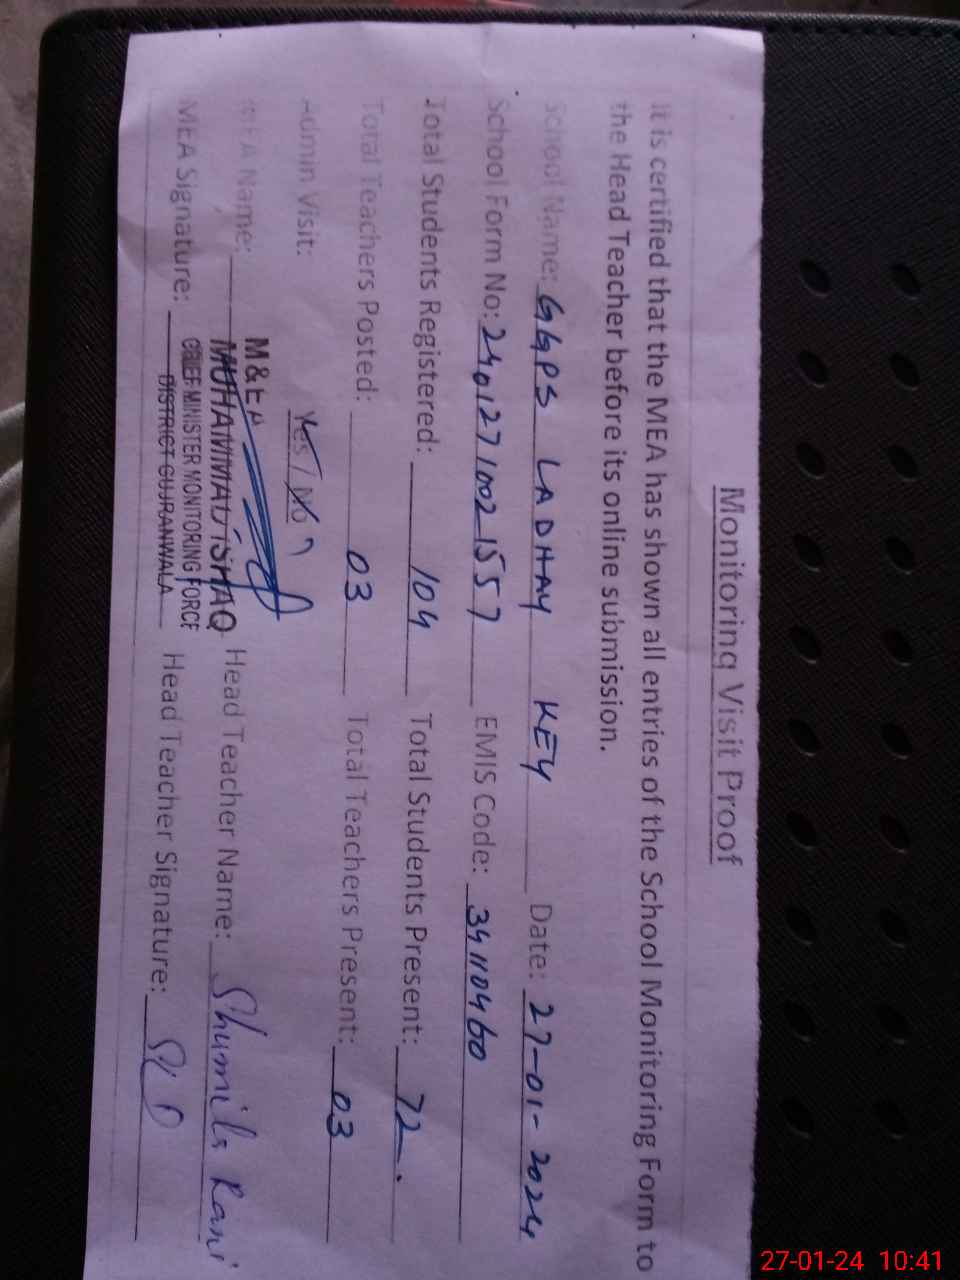 Monitoring Visit Proof
It is certified that the MEA has shown all entries of the School Monitoring Form to
the Head Teacher before its online submission.
School Name: GGPS LADHAY KEY Date: 27-01-2024
School Form No: 24012710021557 EMIS Code: 34110460
Total Students Registered: 104 Total Students Present: 72.
Total Teachers Posted: 03 Total Teachers Present: 03
Admin Visit: Yes / No
M&EA
MEA Name: MUHAMMAD ISHAQ Head Teacher Name: Shumila Rani
CHIEF MINISTER MONITORING FORCE
MEA Signature: DISTRICT GUJRANWALA Head Teacher Signature:
27-01-24 10:41